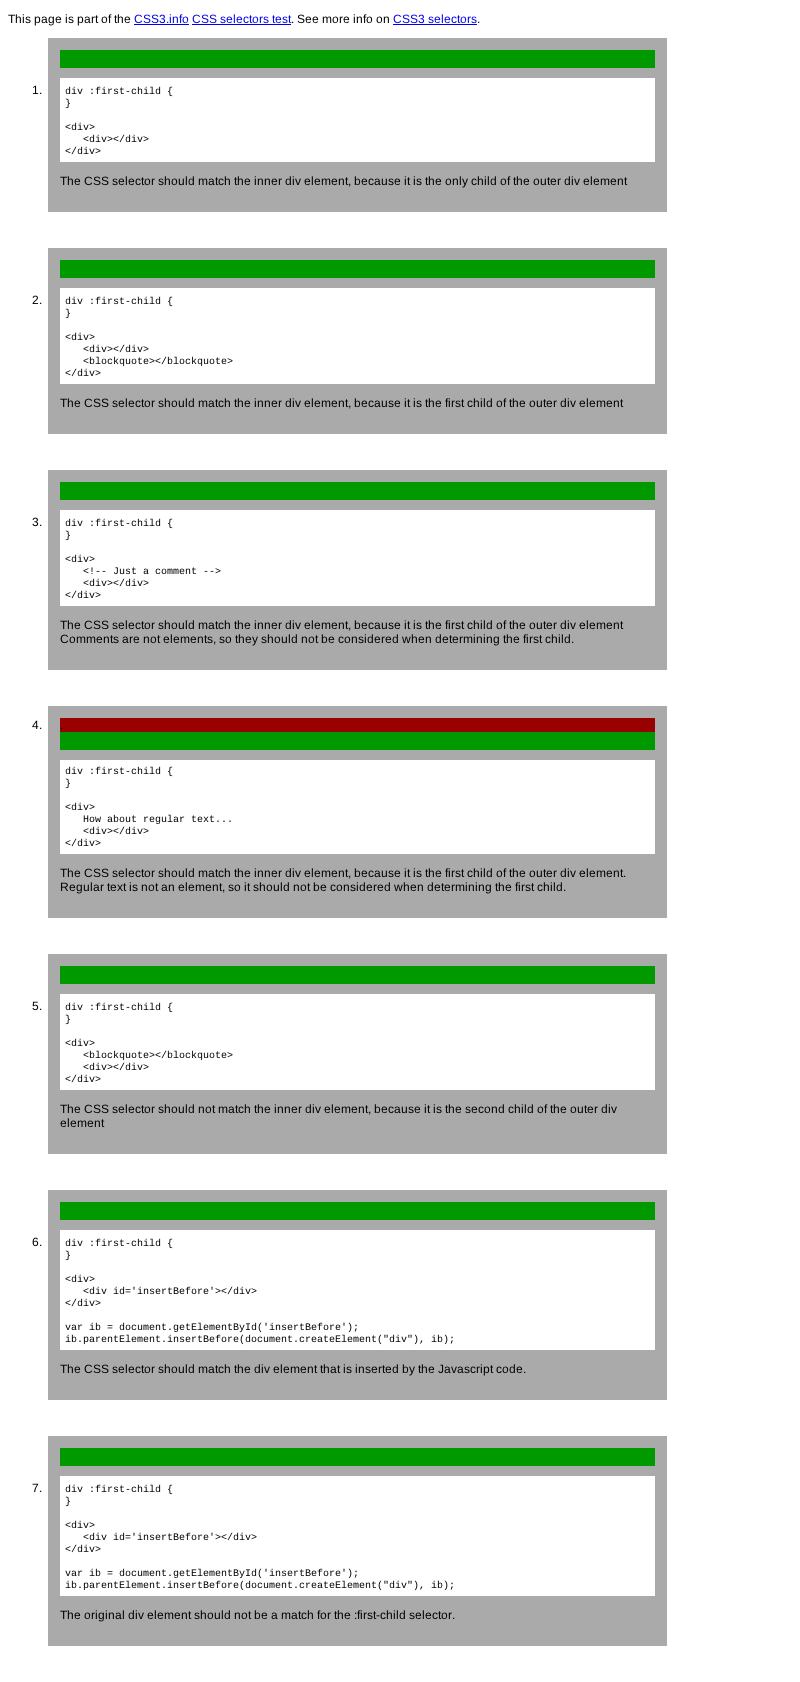 This page is part of the CSS3.info CSS selectors test. See more info on CSS3 selectors.
1.
div :first-child {
}
<div>
<div></div>
</div>
The CSS selector should match the inner div element, because it is the only child of the outer div element
2.
div :first-child {
}
<div>
<div></div>
<blockquote></blockquote>
</div>
The CSS selector should match the inner div element, because it is the first child of the outer div element
3.
div :first-child {
}
<div>
<!-- Just a comment -->
<div></div>
</div>
The CSS selector should match the inner div element, because it is the first child of the outer div element
Comments are not elements, so they should not be considered when determining the first child.
4.
div :first-child {
}
<div>
How about regular text...
<div></div>
</div>
The CSS selector should match the inner div element, because it is the first child of the outer div element.
Regular text is not an element, so it should not be considered when determining the first child.
5.
div :first-child {
}
<div>
<blockquote></blockquote>
<div></div>
</div>
The CSS selector should not match the inner div element, because it is the second child of the outer div
element
6.
div :first-child {
}
<div>
<div id='insertBefore'></div>
</div>
var ib = document.getElementById('insertBefore');
ib.parentElement.insertBefore(document.createElement("div"), ib);
The CSS selector should match the div element that is inserted by the Javascript code.
7.
div :first-child {
}
<div>
<div id='insertBefore'></div>
</div>
var ib = document.getElementById('insertBefore');
ib.parentElement.insertBefore(document.createElement("div"), ib);
The original div element should not be a match for the :first-child selector.